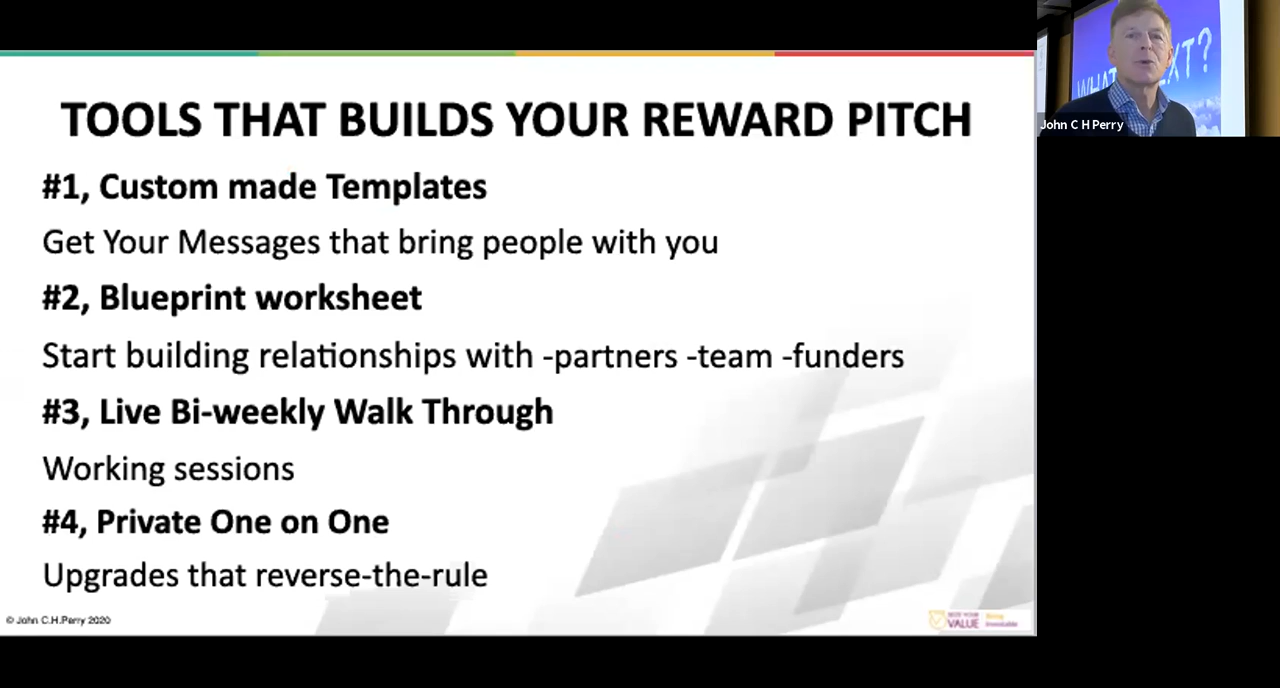 TOOLS THAT BUILDS YOUR REWARD PITCH
#1, Custom made Templates
Get Your Messages that bring people with you
#2, Blueprint worksheet
Start building relationships with -partners -team -funders
#3, Live Bi-weekly Walk Through
Working sessions
#4, Private One on One
Upgrades that reverse-the-rule
© John C.H.Perry 2020
VALUE
WHAT
EXT?
John C H Perry